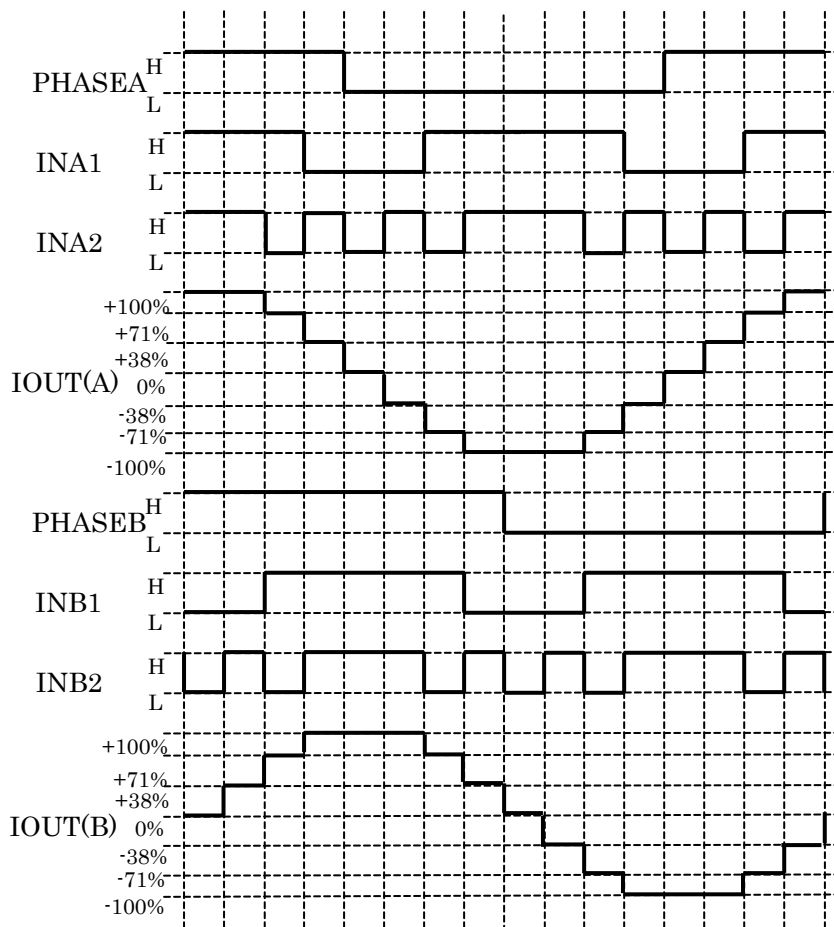 PHASEA H
L
INA1 H
L
INA2 H
L
+100%
+71%
+38%
IOUT(A) 0%
-38%
-71%
-100%
PHASEB H
L
INB1 H
L
INB2 H
L
+100%
+71%
+38%
IOUT(B) 0%
-38%
-71%
-100%